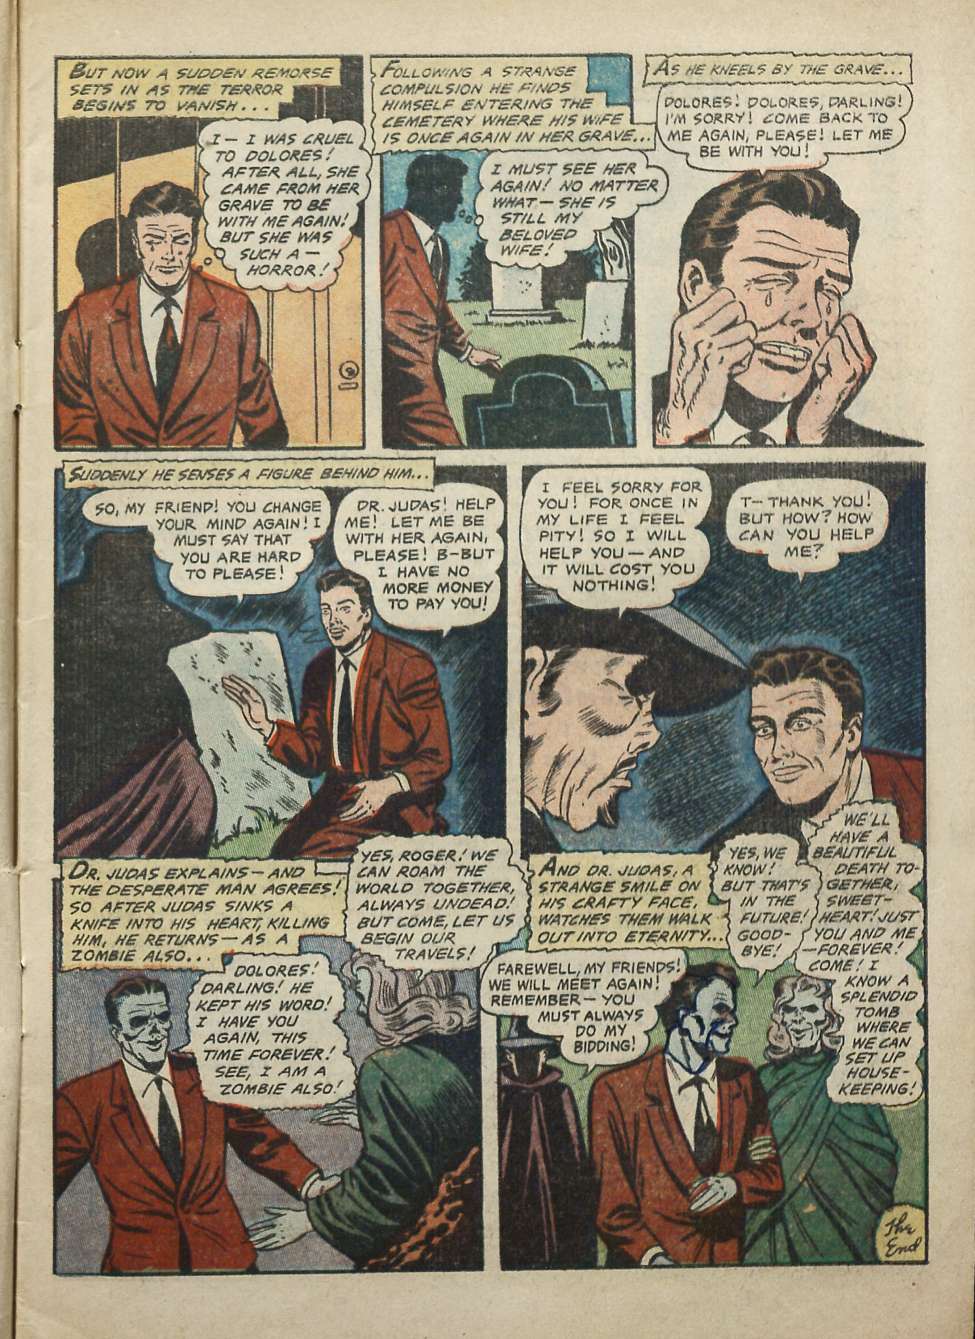 BUT NOW A SUDDEN REMORSE
SETS IN AS THE TERROR
BEGINS TO VANISH...
I-I WAS CRUEL
TO DOLORES!
AFTER ALL, SHE
CAME FROM HER
GRAVE TO BE
WITH ME AGAIN!
BUT SHE WAS
SUCH A-
HORROR!
FOLLOWING A STRANGE
COMPULSION HE FINDS
HIMSELF ENTERING THE
CEMETERY WHERE HIS WIFE
IS ONCE AGAIN IN HER GRAVE...
I MUST SEE HER
AGAIN! NO MATTER
WHAT-SHE IS
STILL MY
BELOVED
WIFE!
AS HE KNEELS BY THE GRAVE...
DOLORES! DOLORES, DARLING!
I'M SORRY! COME BACK TO
ME AGAIN, PLEASE! LET ME
BE WITH YOU!
SUDDENLY HE SENSES A FIGURE BEHIND HIM...
SO, MY FRIEND! YOU CHANGE
YOUR MIND AGAIN! I
MUST SAY THAT
YOU ARE HARD
TO PLEASE!
DR. JUDAS! HELP
ME! LET ME BE
WITH HER AGAIN,
PLEASE! B-BUT
I HAVE NO
MORE MONEY
TO PAY YOU!
I FEEL SORRY FOR
YOU! FOR ONCE IN
MY LIFE I FEEL
PITY! SO I WILL
HELP YOU-AND
IT WILL COST YOU
NOTHING!
T-THANK YOU!
BUT HOW? HOW
CAN YOU HELP
ME?
DR. JUDAS EXPLAINS-AND
THE DESPERATE MAN AGREES!
SO AFTER JUDAS SINKS A
KNIFE INTO HIS HEART, KILLING
HIM, HE RETURNS-AS A
ZOMBIE ALSO...
DOLORES!
DARLING! HE
KEPT HIS WORD!
I HAVE YOU
AGAIN, THIS
TIME FOREVER!
SEE, I AM A
ZOMBIE ALSO!
YES, ROGER! WE
CAN ROAM THE
WORLD TOGETHER,
ALWAYS UNDEAD!
BUT COME, LET US
BEGIN OUR
TRAVELS!
AND DR. JUDAS, A
STRANGE SMILE ON
HIS CRAFTY FACE,
WATCHES THEM WALK
OUT INTO ETERNITY...
FAREWELL, MY FRIENDS!
WE WILL MEET AGAIN!
REMEMBER-YOU
MUST ALWAYS
DO MY
BIDDING!
YES, WE
KNOW!
BUT THAT'S
IN THE
FUTURE!
GOOD-
BYE!
WE'LL
HAVE A
BEAUTIFUL
DEATH TO-
GETHER,
SWEET-
HEART! JUST
YOU AND ME
-FOREVER!
COME! I
KNOW A
SPLENDID
TOMB
WHERE
WE CAN
SET UP
HOUSE-
KEEPING!
The
End